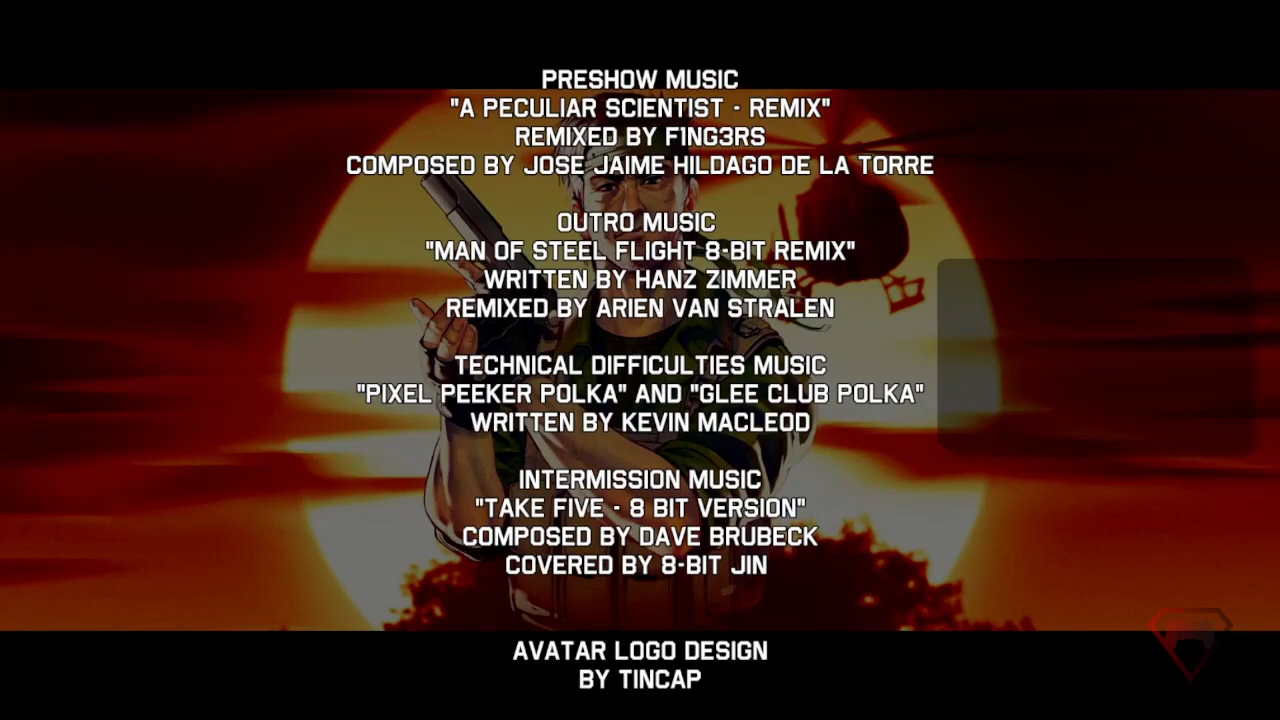 PRESHOW MUSIC
"A PECULIAR SCIENTIST - REMIX"
REMIXED BY F1NG3RS
COMPOSED BY JOSE JAIME HILDAGO DE LA TORRE
OUTRO MUSIC
"MAN OF STEEL FLIGHT 8-BIT REMIX"
WRITTEN BY HANZ ZIMMER
REMIXED BY ARIEN VAN STRALEN
TECHNICAL DIFFICULTIES MUSIC
"PIXEL PEEKER POLKA" AND "GLEE CLUB POLKA"
WRITTEN BY KEVIN MACLEOD
INTERMISSION MUSIC
"TAKE FIVE - 8 BIT VERSION"
COMPOSED BY DAVE BRUBECK
COVERED BY 8-BIT JIN
AVATAR LOGO DESIGN
BY TINCAP